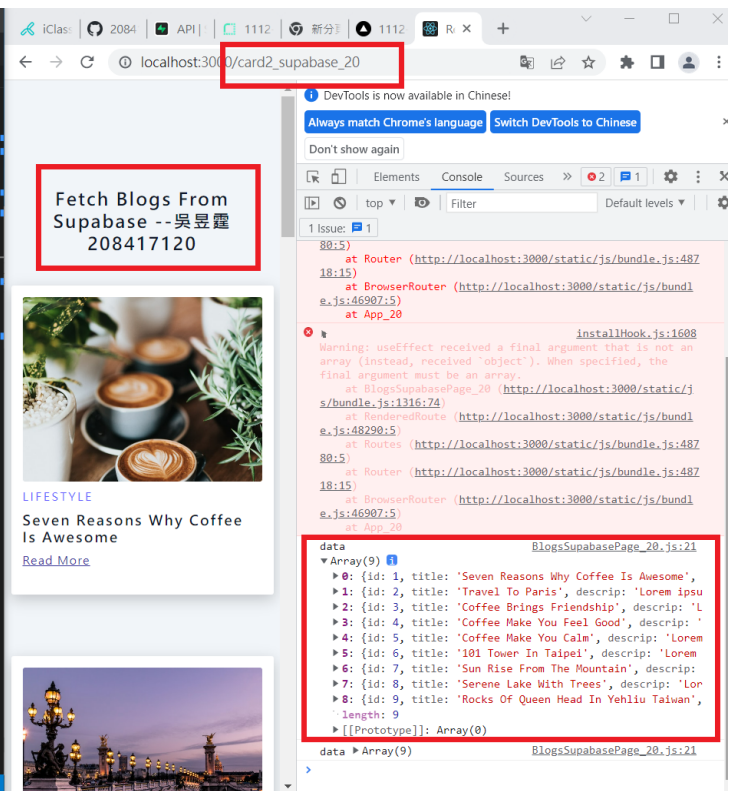 iClass
2084
API |
1112
新分頁
1112
localhost:3000/card2_supabase_20
Fetch Blogs From
Supabase --吳昱霆
208417120
LIFESTYLE
Seven Reasons Why Coffee
Is Awesome
Read More
DevTools is now available in Chinese!
Always match Chrome's language
Switch DevTools to Chinese
Don't show again
Elements
Console
Sources
2
1
top ▼
Filter
Default levels ▼
1 Issue: 1
80:5)
at Router (http://localhost:3000/static/js/bundle.js:487
18:15)
at BrowserRouter (http://localhost:3000/static/js/bundl
e.js:46907:5)
at App_20
installHook.js:1608
Warning: useEffect received a final argument that is not an
array (instead, received `object`). When specified, the
final argument must be an array.
at BlogsSupabasePage_20 (http://localhost:3000/static/j
s/bundle.js:1316:74)
at RenderedRoute (http://localhost:3000/static/js/bundl
e.js:48290:5)
at Routes (http://localhost:3000/static/js/bundle.js:487
80:5)
at Router (http://localhost:3000/static/js/bundle.js:487
18:15)
at BrowserRouter (http://localhost:3000/static/js/bundl
e.js:46907:5)
at App_20
data BlogsSupabasePage_20.js:21
▼Array(9)
▶0: {id: 1, title: 'Seven Reasons Why Coffee Is Awesome',
▶1: {id: 2, title: 'Travel To Paris', descrip: 'Lorem ipsu
▶2: {id: 3, title: 'Coffee Brings Friendship', descrip: 'L
▶3: {id: 4, title: 'Coffee Make You Feel Good', descrip: '
▶4: {id: 5, title: 'Coffee Make You Calm', descrip: 'Lorem
▶5: {id: 6, title: '101 Tower In Taipei', descrip: 'Lorem
▶6: {id: 7, title: 'Sun Rise From The Mountain', descrip:
▶7: {id: 8, title: 'Serene Lake With Trees', descrip: 'Lor
▶8: {id: 9, title: 'Rocks Of Queen Head In Yehliu Taiwan',
length: 9
▶[[Prototype]]: Array(0)
data ▶Array(9) BlogsSupabasePage_20.js:21